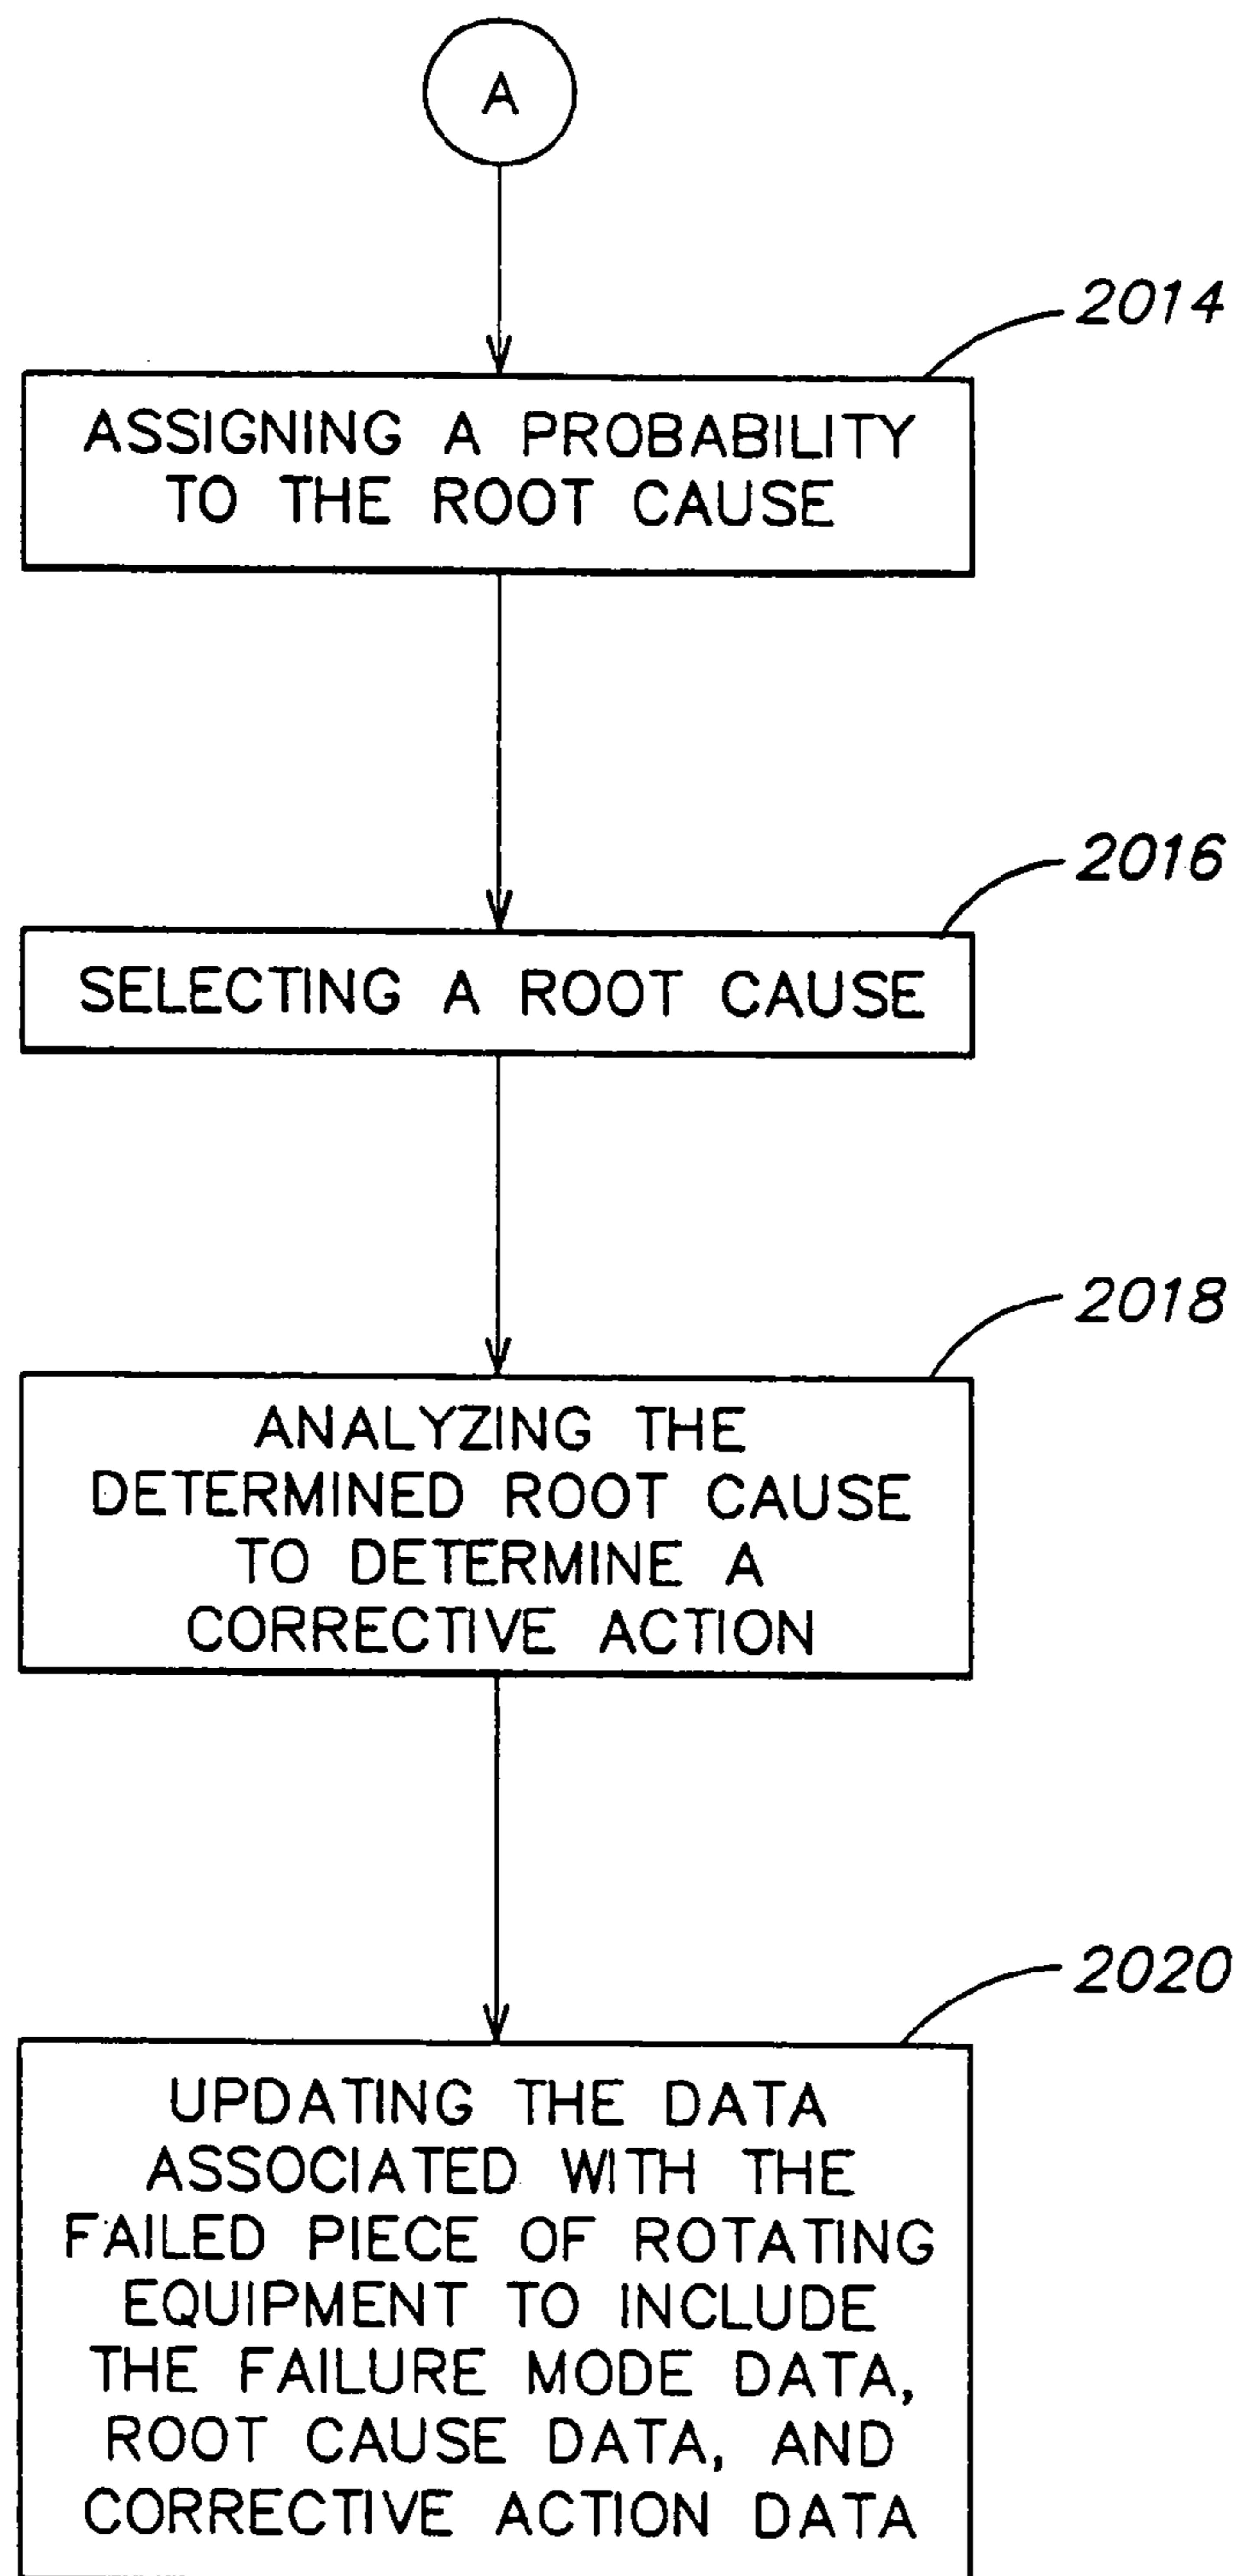 A
2014
ASSIGNING A PROBABILITY
TO THE ROOT CAUSE
2016
SELECTING A ROOT CAUSE
2018
ANALYZING THE
DETERMINED ROOT CAUSE
TO DETERMINE A
CORRECTIVE ACTION
2020
UPDATING THE DATA
ASSOCIATED WITH THE
FAILED PIECE OF ROTATING
EQUIPMENT TO INCLUDE
THE FAILURE MODE DATA,
ROOT CAUSE DATA, AND
CORRECTIVE ACTION DATA